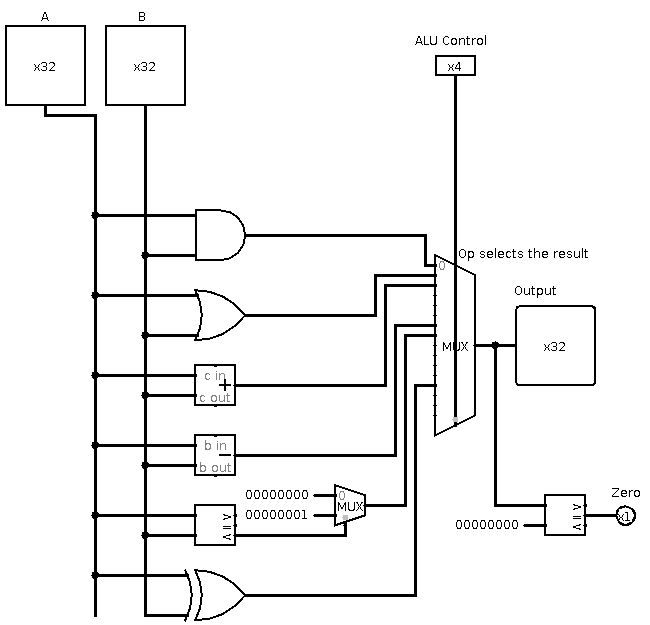 A
B
x32
x32
ALU Control
x4
Op selects the result
0
Output
MUX
x32
c in
+
c out
b in
−
b out
00000000
0
00000001
MUX
>
=
<
Zero
>
=
<
00000000
x1